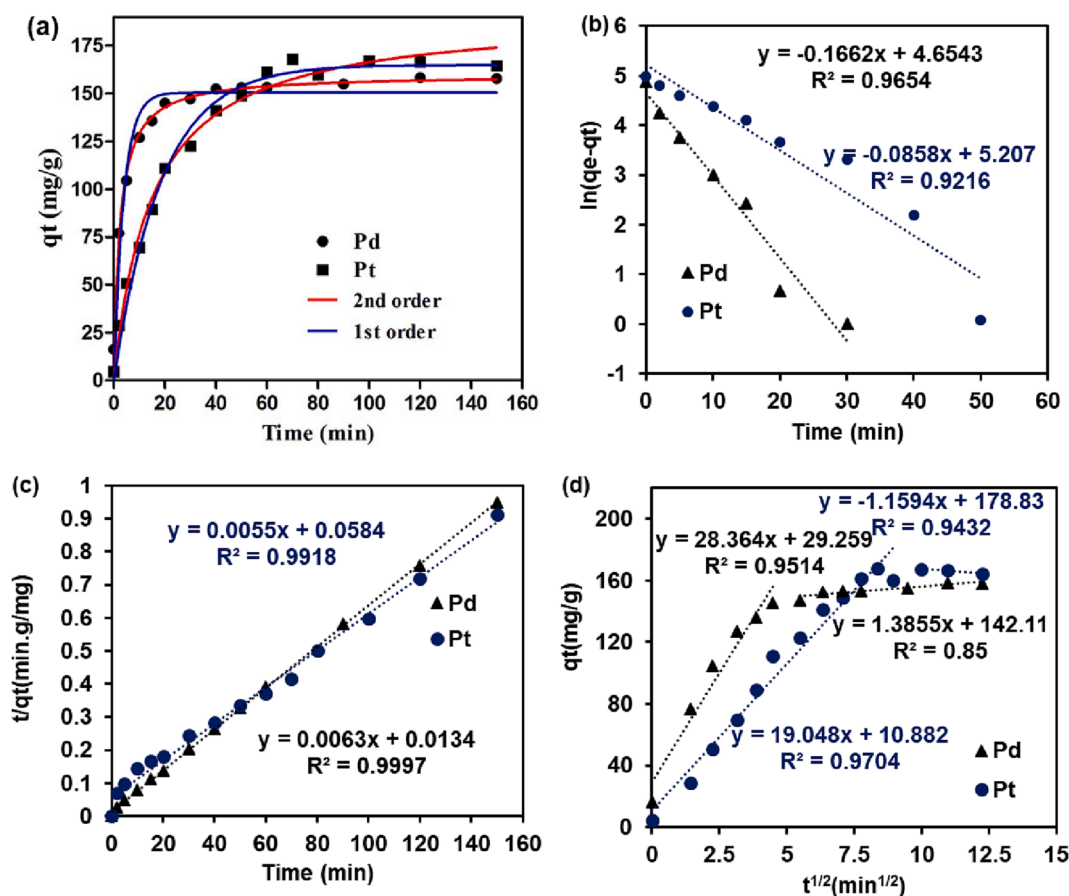 (a)
qt (mg/g)
175
150
125
100
75
50
25
0
Pd
Pt
2nd order
1st order
0 20 40 60 80 100 120 140 160
Time (min)
(b)
ln(qe-qt)
6
5
4
3
2
1
0
-1
y = -0.1662x + 4.6543
R² = 0.9654
y = -0.0858x + 5.207
R² = 0.9216
Pd
Pt
0 10 20 30 40 50 60
Time (min)
(c)
t/qt(min.g/mg)
1
0.9
0.8
0.7
0.6
0.5
0.4
0.3
0.2
0.1
0
y = 0.0055x + 0.0584
R² = 0.9918
Pd
Pt
y = 0.0063x + 0.0134
R² = 0.9997
0 20 40 60 80 100 120 140 160
Time (min)
(d)
qt(mg/g)
200
160
120
80
40
0
y = -1.1594x + 178.83
R² = 0.9432
y = 28.364x + 29.259
R² = 0.9514
y = 1.3855x + 142.11
R² = 0.85
y = 19.048x + 10.882
R² = 0.9704
Pd
Pt
0 2.5 5 7.5 10 12.5 15
t^1/2(min^1/2)